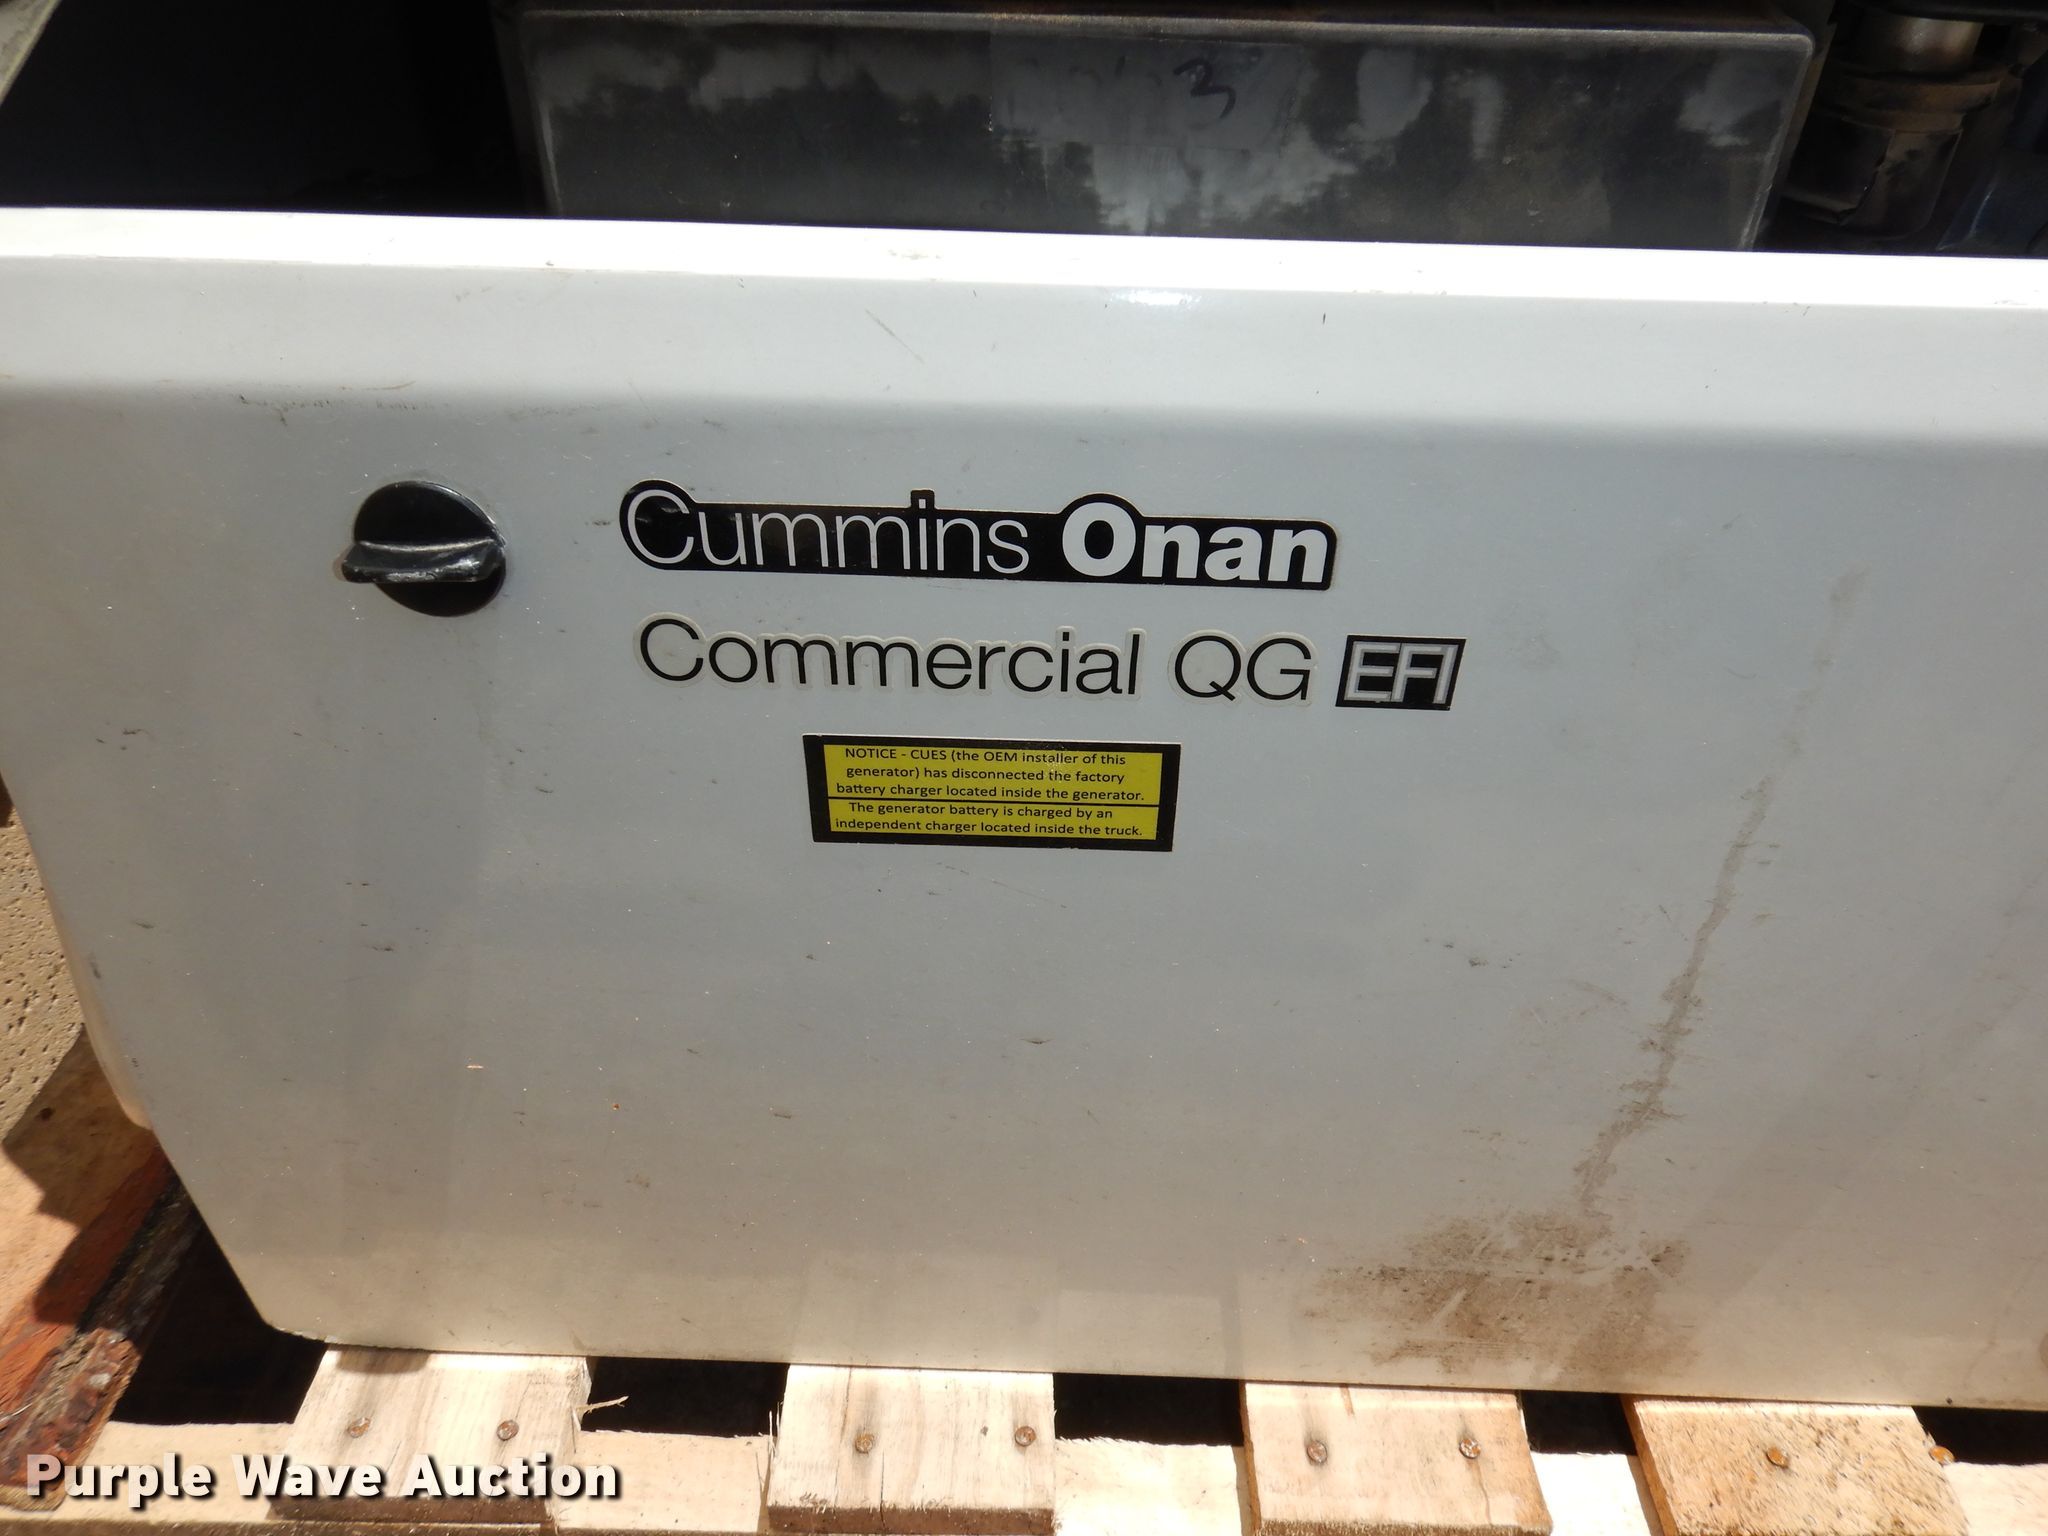 3
Cummins Onan
Commercial QG EFI
NOTICE - CUES (the OEM installer of this
generator) has disconnected the factory
battery charger located inside the generator.
The generator battery is charged by an
independent charger located inside the truck.
Purple Wave Auction